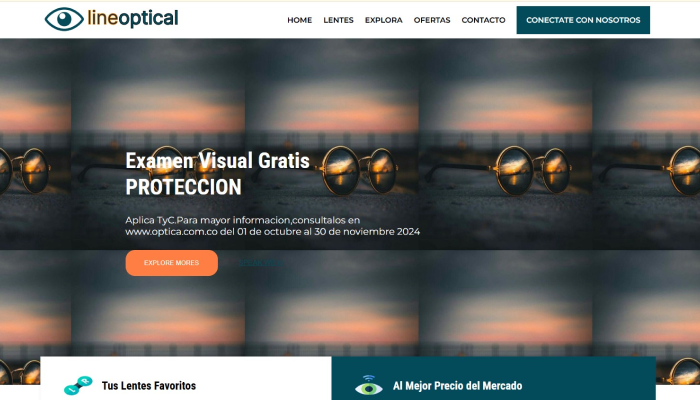 lineoptical
HOME LENTES EXPLORA OFERTAS CONTACTO CONECTATE CON NOSOTROS
Examen Visual Gratis
PROTECCION
Aplica TyC.Para mayor informacion,consultalos en
www.optica.com.co del 01 de octubre al 30 de noviembre 2024
EXPLORE MORES
Tus Lentes Favoritos
Al Mejor Precio del Mercado